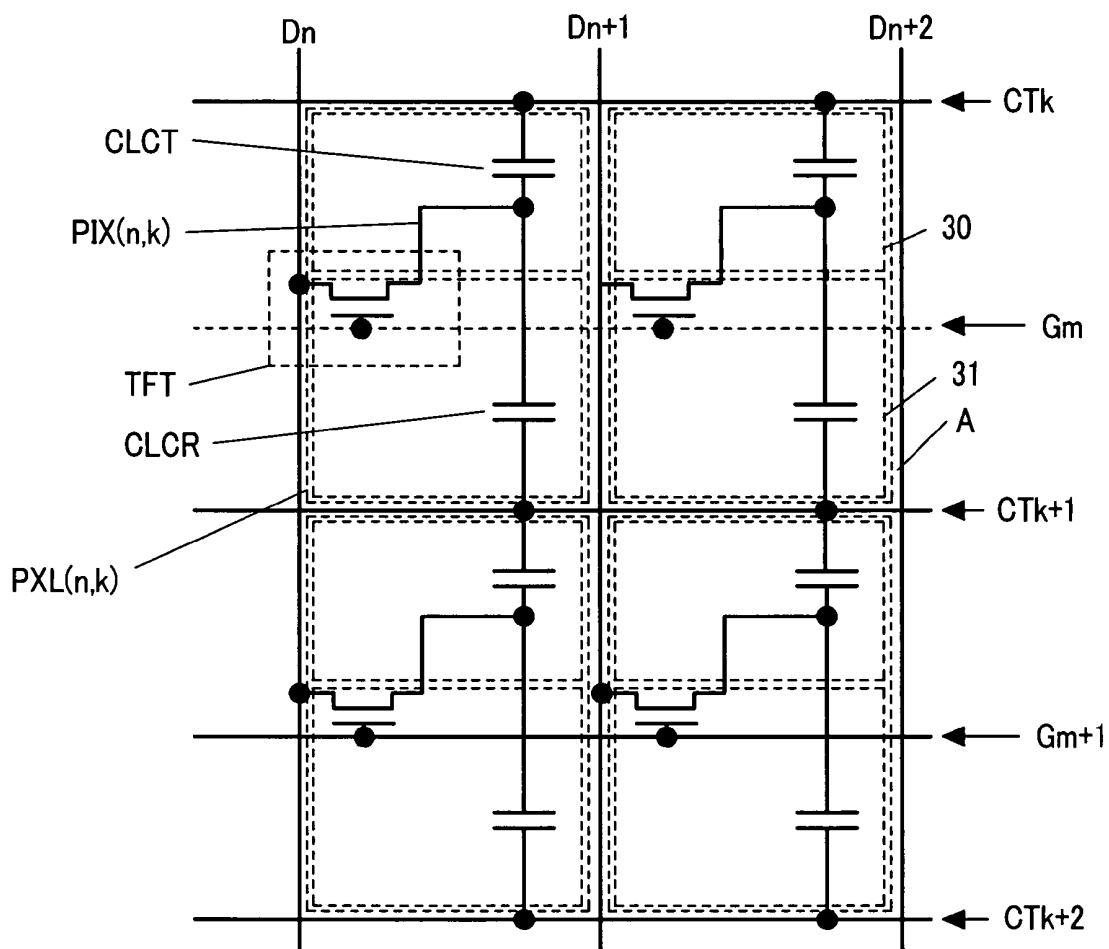 Dn
Dn+1
Dn+2
CTk
CLCT
PIX(n,k)
30
Gm
TFT
31
CLCR
A
CTk+1
PXL(n,k)
Gm+1
CTk+2